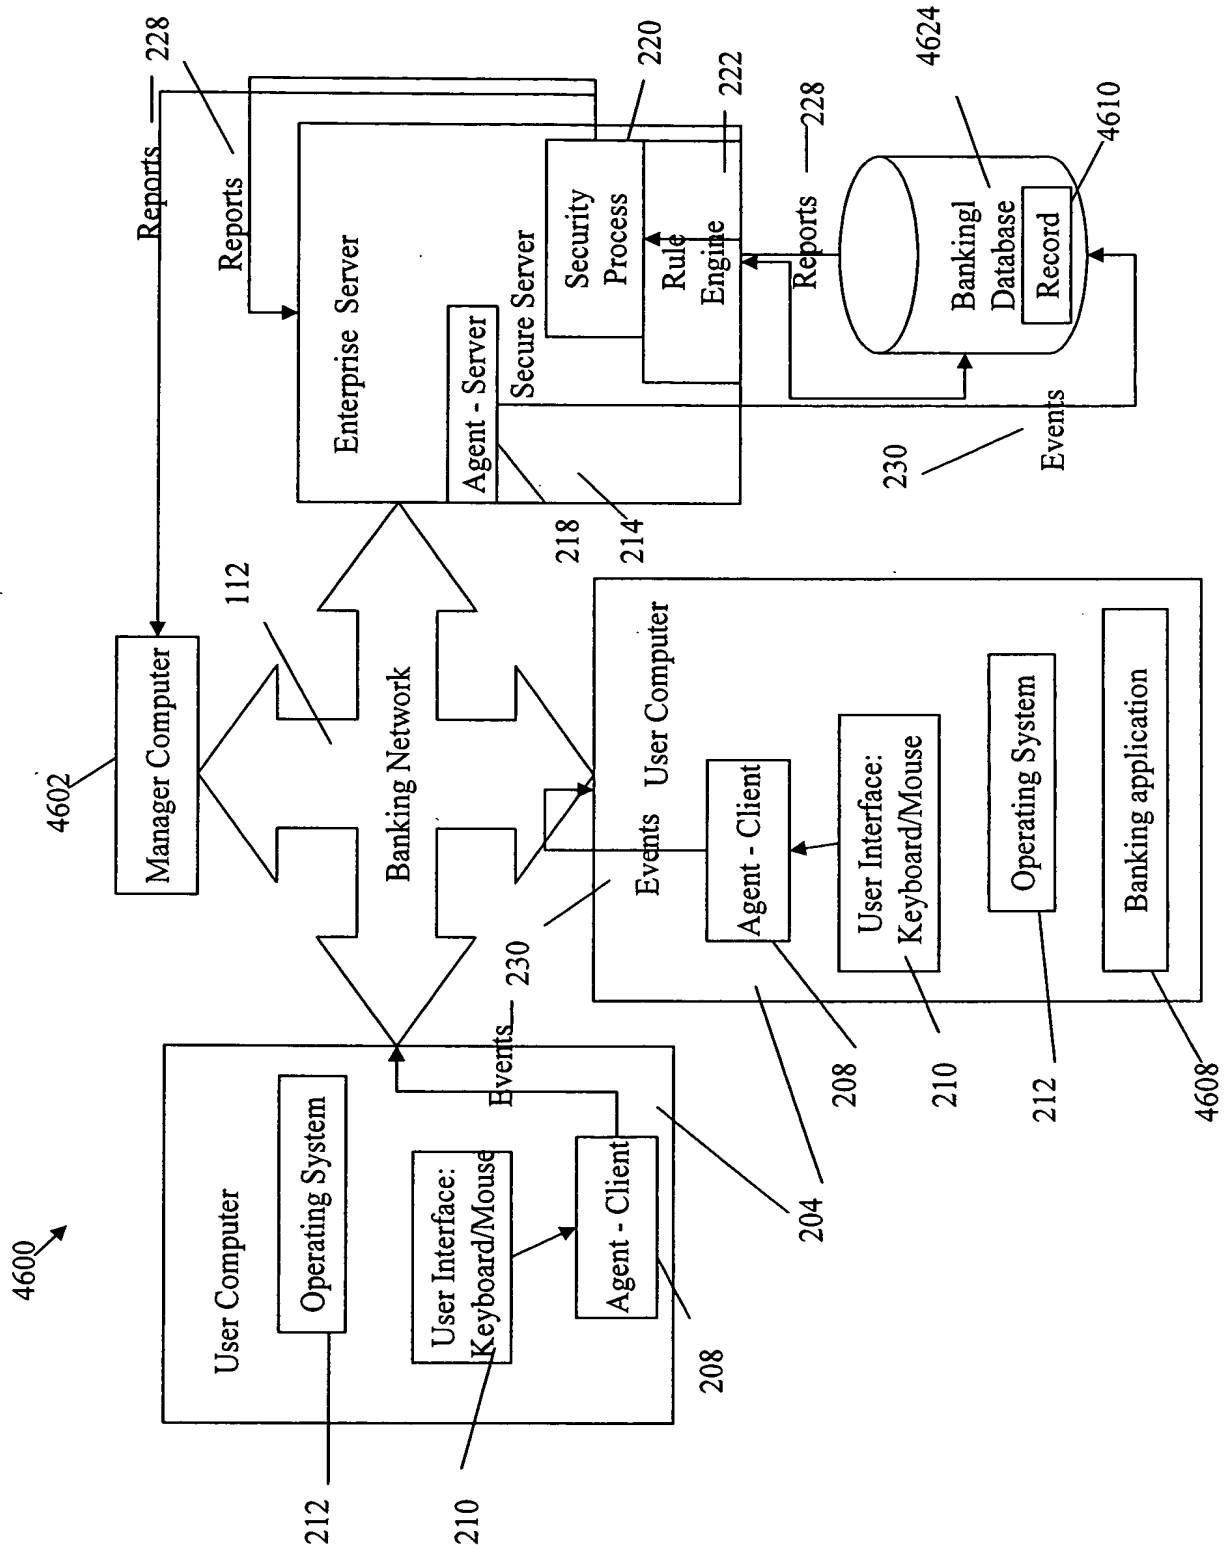 4600
User Computer
Operating System
212
User Interface:
Keyboard/Mouse
210
Agent - Client
208
Events
230
204
4602
Manager Computer
112
Banking Network
Reports
228
Reports
Enterprise Server
Agent - Server
218
214
Secure Server
Security
Process
220
Rule
Engine
222
Reports
228
Bankingl
Database
4624
Record
4610
Events
230
User Computer
Events
230
Agent - Client
208
User Interface:
Keyboard/Mouse
210
Operating System
212
Banking application
4608